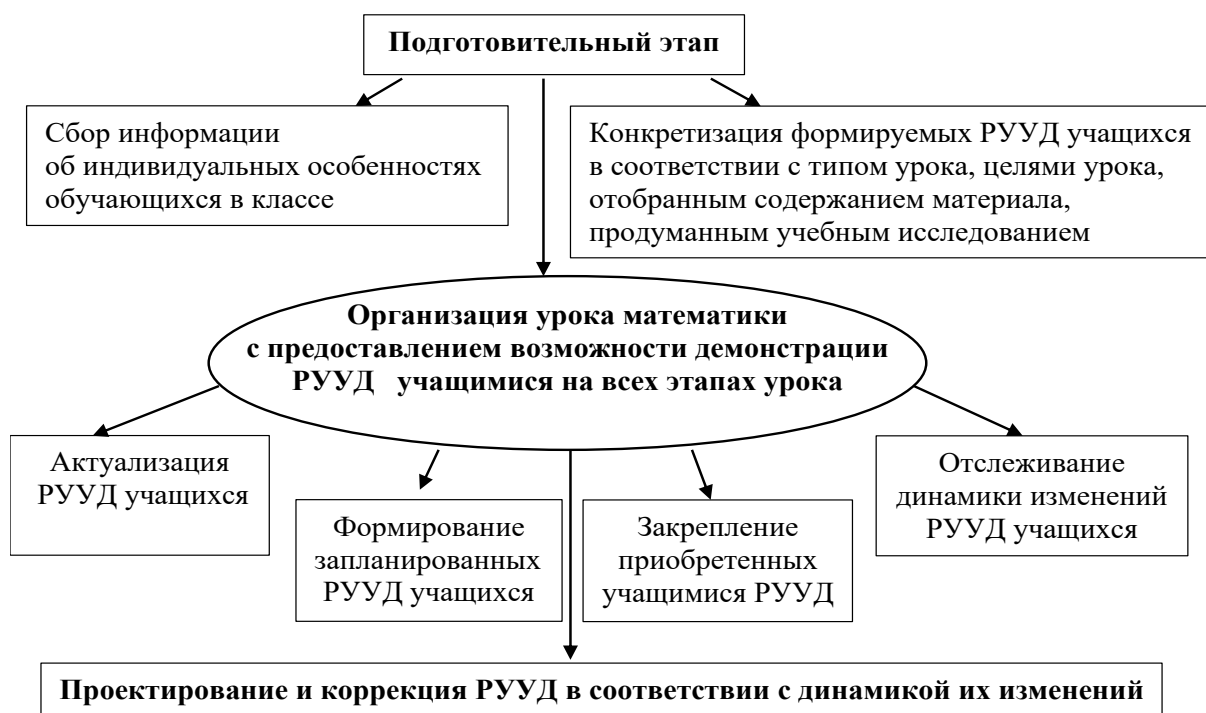 Подготовительный этап
Сбор информации
об индивидуальных особенностях
обучающихся в классе
Конкретизация формируемых РУУД учащихся
в соответствии с типом урока, целями урока,
отобранным содержанием материала,
продуманным учебным исследованием
Организация урока математики
с предоставлением возможности демонстрации
РУУД учащимися на всех этапах урока
Актуализация
РУУД учащихся
Формирование
запланированных
РУУД учащихся
Закрепление
приобретенных
учащимися РУУД
Отслеживание
динамики изменений
РУУД учащихся
Проектирование и коррекция РУУД в соответствии с динамикой их изменений